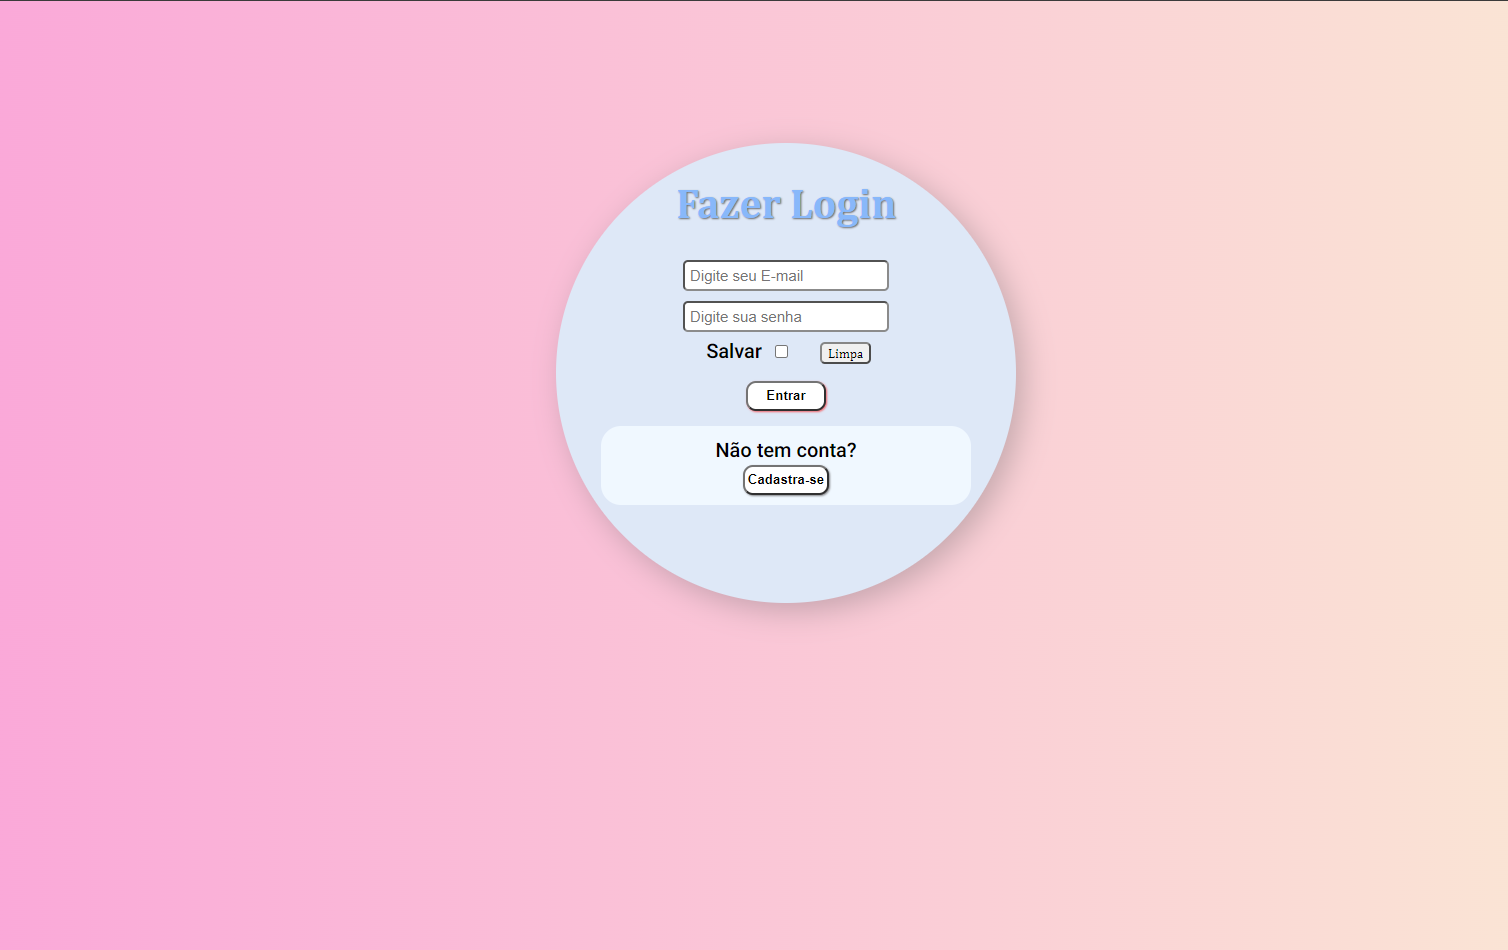 Fazer Login
Digite seu E-mail
Digite sua senha
Salvar Limpa
Entrar
Não tem conta?
Cadastra-se